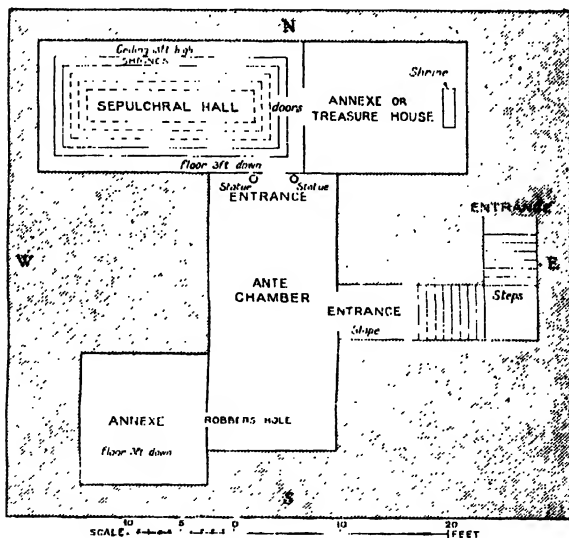 N
Ceiling
high
SHRINES
SEPULCHRAL HALL
doors
Shrine
ANNEXE OR
TREASURE HOUSE
floor 3ft down
Statue
Statue
ENTRANCE
ENTRANCE
W
E
ANTE
CHAMBER
ENTRANCE
Slope
Steps
ANNEXE
floor 3ft down
ROBBERS HOLE
S
SCALE.
10
5
0
10
20
FEET